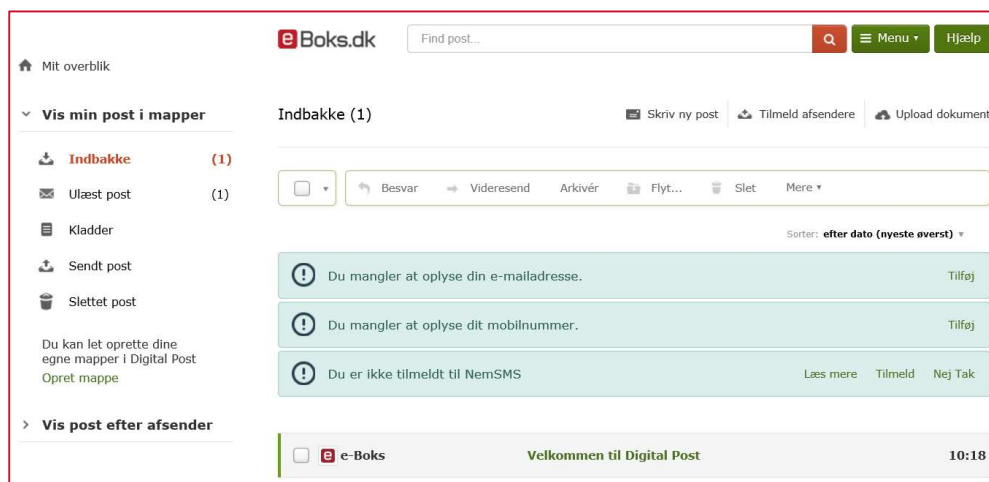 eBoks.dk
Find post...
Menu
Hjælp
Mit overblik
Vis min post i mapper
Indbakke (1)
Ulæst post (1)
Kladder
Sendt post
Slettet post
Du kan let oprette dine
egne mapper i Digital Post
Opret mappe
Vis post efter afsender
Indbakke (1)
Skriv ny post
Tilmeld afsendere
Upload dokument
Besvar
Videresend
Arkivér
Flyt...
Slet
Mere
Sorter: efter dato (nyeste øverst)
Du mangler at oplyse din e-mailadresse. Tilføj
Du mangler at oplyse dit mobilnummer. Tilføj
Du er ikke tilmeldt til NemSMS Læs mere Tilmeld Nej Tak
e e-Boks Velkommen til Digital Post 10:18